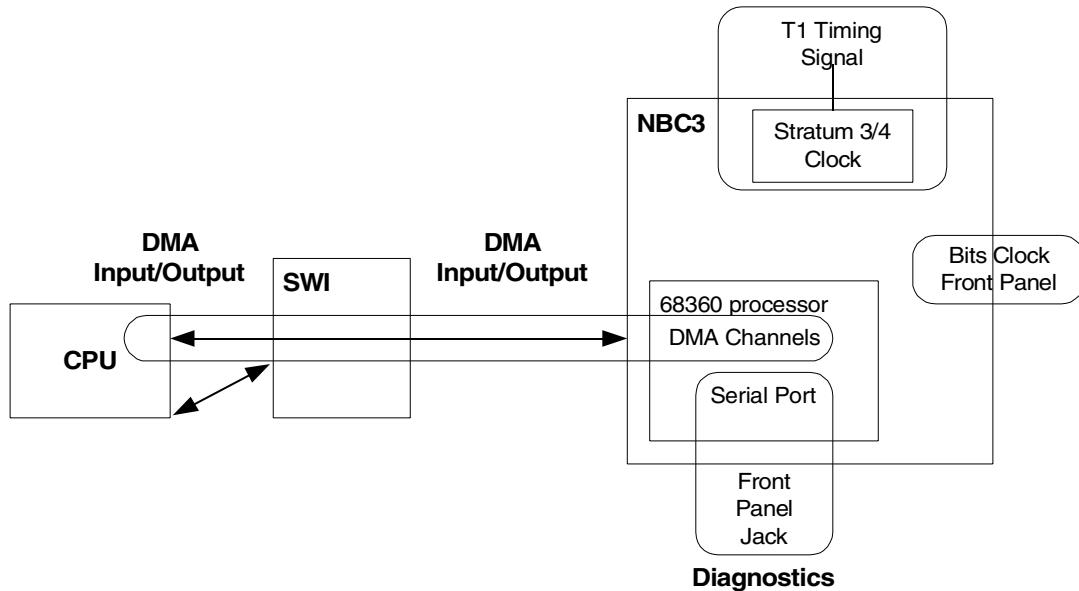 T1 Timing
Signal
NBC3
Stratum 3/4
Clock
DMA
Input/Output
DMA
Input/Output
Bits Clock
Front Panel
SWI
68360 processor
DMA Channels
CPU
Serial Port
Front
Panel
Jack
Diagnostics